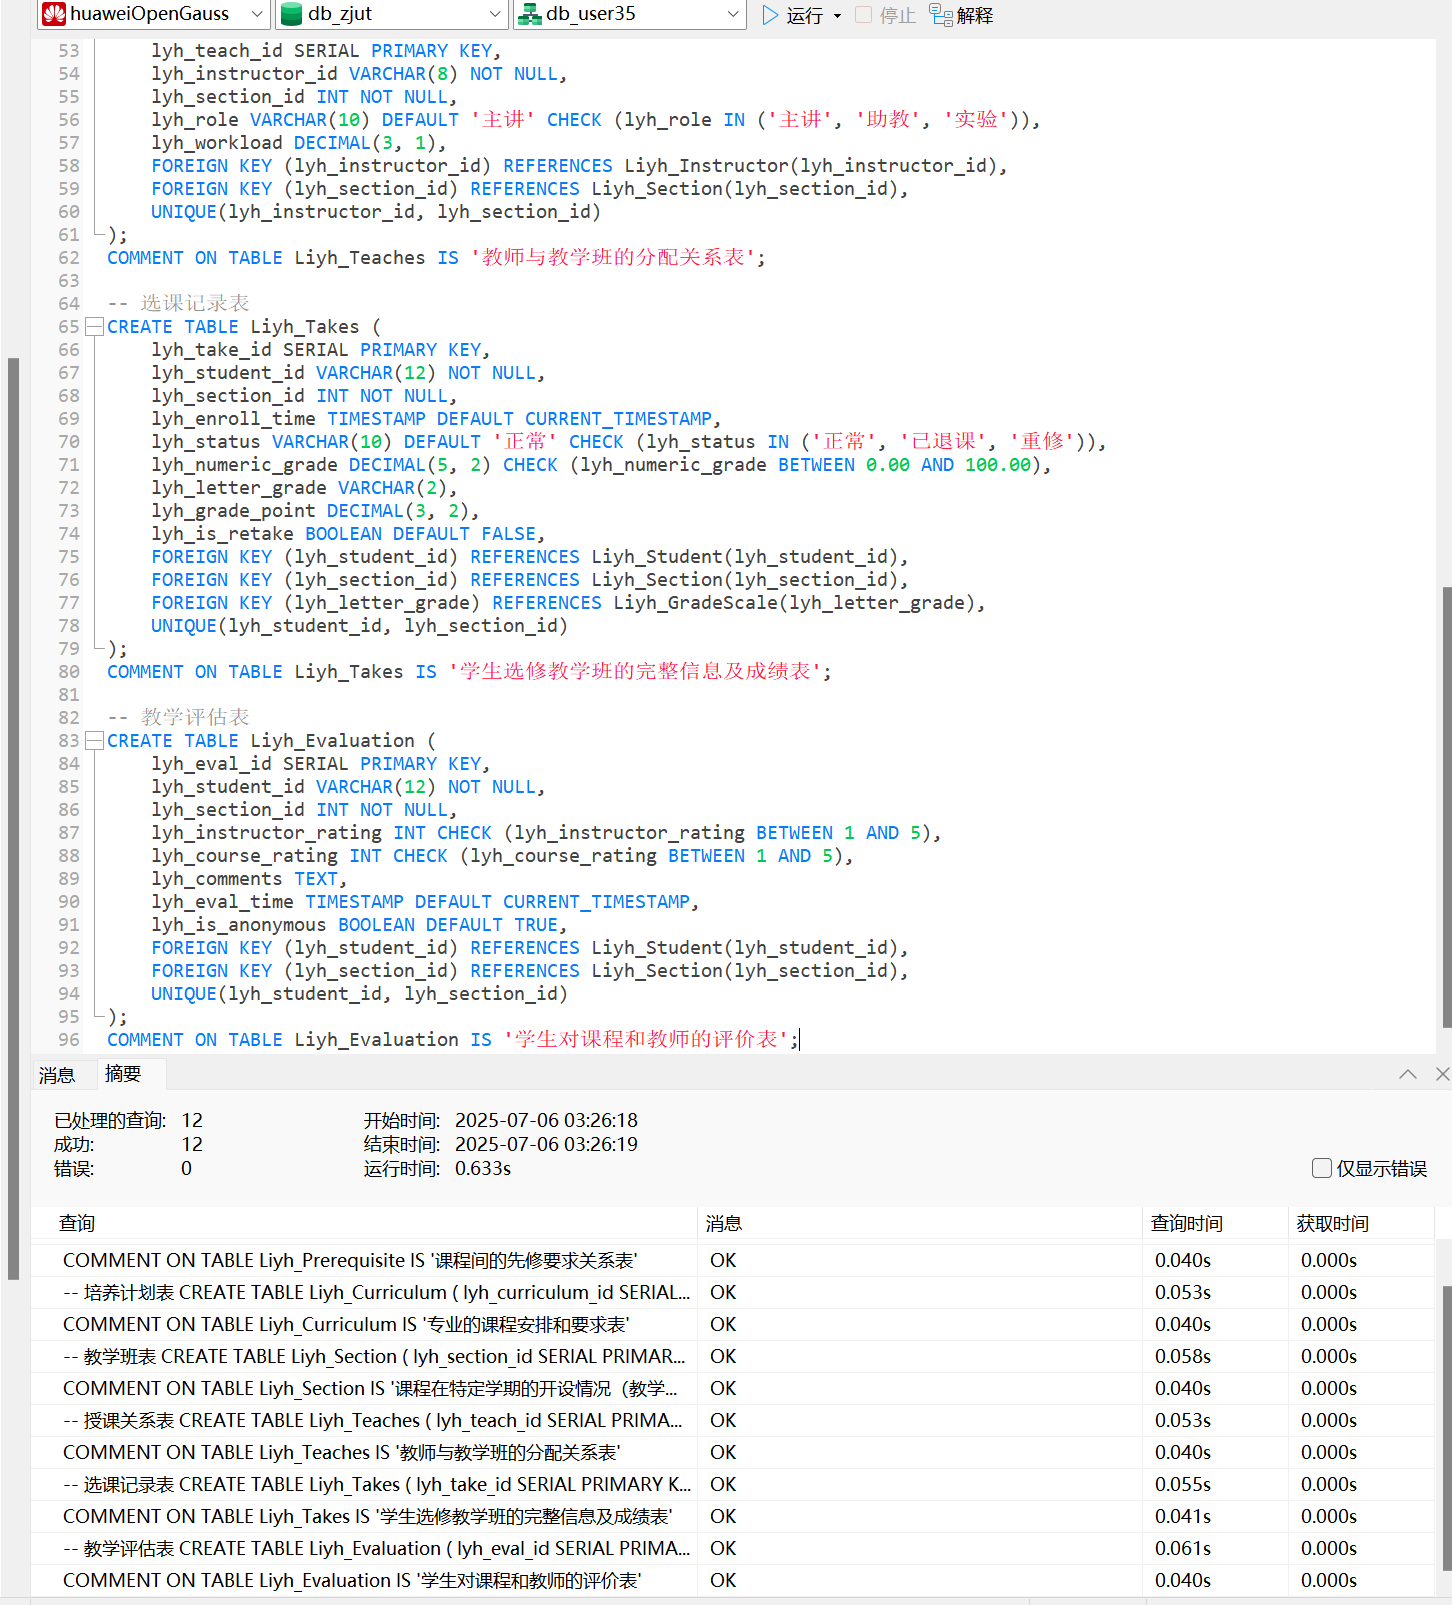 huaweiOpenGauss db_zjut db_user35 运行 停止 解释
53 lyh_teach_id SERIAL PRIMARY KEY,
54 lyh_instructor_id VARCHAR(8) NOT NULL,
55 lyh_section_id INT NOT NULL,
56 lyh_role VARCHAR(10) DEFAULT '主讲' CHECK (lyh_role IN ('主讲', '助教', '实验')),
57 lyh_workload DECIMAL(3, 1),
58 FOREIGN KEY (lyh_instructor_id) REFERENCES Liyh_Instructor(lyh_instructor_id),
59 FOREIGN KEY (lyh_section_id) REFERENCES Liyh_Section(lyh_section_id),
60 UNIQUE(lyh_instructor_id, lyh_section_id)
61 );
62 COMMENT ON TABLE Liyh_Teaches IS '教师与教学班的分配关系表';
63
64 -- 选课记录表
65 CREATE TABLE Liyh_Takes (
66 lyh_take_id SERIAL PRIMARY KEY,
67 lyh_student_id VARCHAR(12) NOT NULL,
68 lyh_section_id INT NOT NULL,
69 lyh_enroll_time TIMESTAMP DEFAULT CURRENT_TIMESTAMP,
70 lyh_status VARCHAR(10) DEFAULT '正常' CHECK (lyh_status IN ('正常', '已退课', '重修')),
71 lyh_numeric_grade DECIMAL(5, 2) CHECK (lyh_numeric_grade BETWEEN 0.00 AND 100.00),
72 lyh_letter_grade VARCHAR(2),
73 lyh_grade_point DECIMAL(3, 2),
74 lyh_is_retake BOOLEAN DEFAULT FALSE,
75 FOREIGN KEY (lyh_student_id) REFERENCES Liyh_Student(lyh_student_id),
76 FOREIGN KEY (lyh_section_id) REFERENCES Liyh_Section(lyh_section_id),
77 FOREIGN KEY (lyh_letter_grade) REFERENCES Liyh_GradeScale(lyh_letter_grade),
78 UNIQUE(lyh_student_id, lyh_section_id)
79 );
80 COMMENT ON TABLE Liyh_Takes IS '学生选修教学班的完整信息及成绩表';
81
82 -- 教学评估表
83 CREATE TABLE Liyh_Evaluation (
84 lyh_eval_id SERIAL PRIMARY KEY,
85 lyh_student_id VARCHAR(12) NOT NULL,
86 lyh_section_id INT NOT NULL,
87 lyh_instructor_rating INT CHECK (lyh_instructor_rating BETWEEN 1 AND 5),
88 lyh_course_rating INT CHECK (lyh_course_rating BETWEEN 1 AND 5),
89 lyh_comments TEXT,
90 lyh_eval_time TIMESTAMP DEFAULT CURRENT_TIMESTAMP,
91 lyh_is_anonymous BOOLEAN DEFAULT TRUE,
92 FOREIGN KEY (lyh_student_id) REFERENCES Liyh_Student(lyh_student_id),
93 FOREIGN KEY (lyh_section_id) REFERENCES Liyh_Section(lyh_section_id),
94 UNIQUE(lyh_student_id, lyh_section_id)
95 );
96 COMMENT ON TABLE Liyh_Evaluation IS '学生对课程和教师的评价表';
消息 摘要
已处理的查询: 12 开始时间: 2025-07-06 03:26:18
成功: 12 结束时间: 2025-07-06 03:26:19
错误: 0 运行时间: 0.633s
仅显示错误
查询 消息 查询时间 获取时间
COMMENT ON TABLE Liyh_Prerequisite IS '课程间的先修要求关系表' OK 0.040s 0.000s
-- 培养计划表 CREATE TABLE Liyh_Curriculum ( lyh_curriculum_id SERIAL... OK 0.053s 0.000s
COMMENT ON TABLE Liyh_Curriculum IS '专业的课程安排和要求表' OK 0.040s 0.000s
-- 教学班表 CREATE TABLE Liyh_Section ( lyh_section_id SERIAL PRIMAR... OK 0.058s 0.000s
COMMENT ON TABLE Liyh_Section IS '课程在特定学期的开设情况（教学... OK 0.040s 0.000s
-- 授课关系表 CREATE TABLE Liyh_Teaches ( lyh_teach_id SERIAL PRIMA... OK 0.053s 0.000s
COMMENT ON TABLE Liyh_Teaches IS '教师与教学班的分配关系表' OK 0.040s 0.000s
-- 选课记录表 CREATE TABLE Liyh_Takes ( lyh_take_id SERIAL PRIMARY K... OK 0.055s 0.000s
COMMENT ON TABLE Liyh_Takes IS '学生选修教学班的完整信息及成绩表' OK 0.041s 0.000s
-- 教学评估表 CREATE TABLE Liyh_Evaluation ( lyh_eval_id SERIAL PRIMA... OK 0.061s 0.000s
COMMENT ON TABLE Liyh_Evaluation IS '学生对课程和教师的评价表' OK 0.040s 0.000s